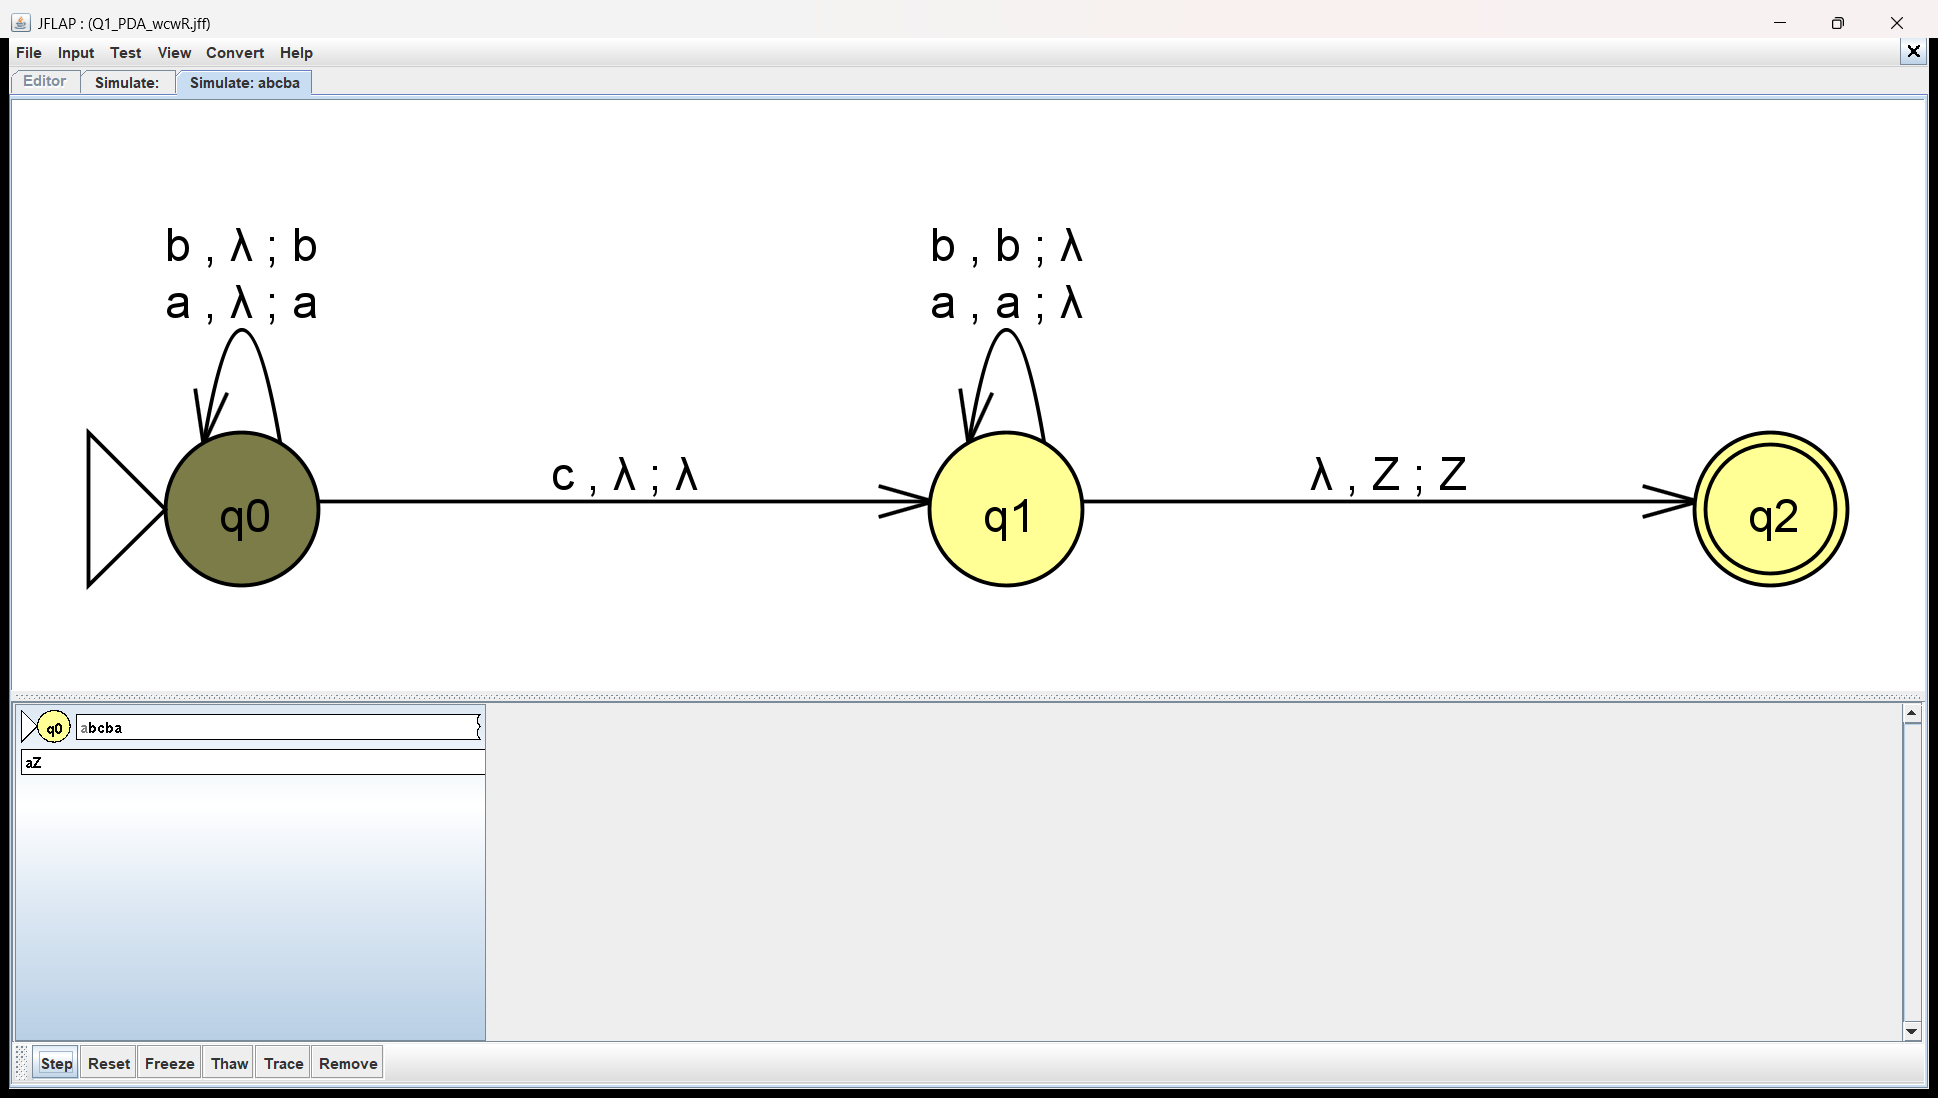 JFLAP : (Q1_PDA_wcwR.jff)
File Input Test View Convert Help
Editor Simulate: Simulate: abcba
b , λ ; b
a , λ ; a
b , b ; λ
a , a ; λ
c , λ ; λ
λ , Z ; Z
q0
q1
q2
q0 abcba
aZ
Step Reset Freeze Thaw Trace Remove